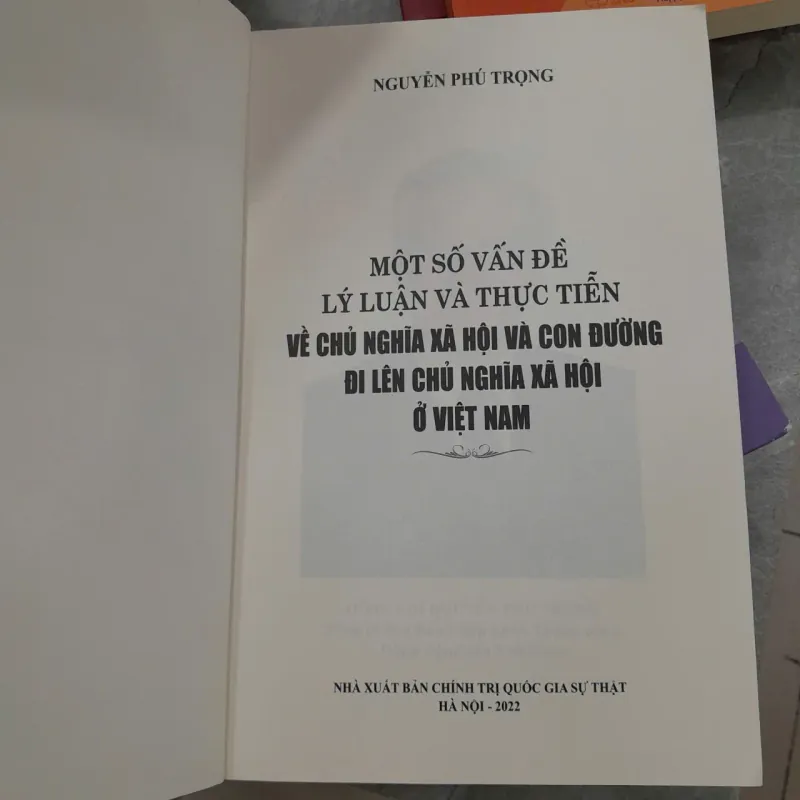 NGUYỄN PHÚ TRỌNG
MỘT SỐ VẤN ĐỀ
LÝ LUẬN VÀ THỰC TIỄN
VỀ CHỦ NGHĨA XÃ HỘI VÀ CON ĐƯỜNG
ĐI LÊN CHỦ NGHĨA XÃ HỘI
Ở VIỆT NAM
NHÀ XUẤT BẢN CHÍNH TRỊ QUỐC GIA SỰ THẬT
HÀ NỘI - 2022